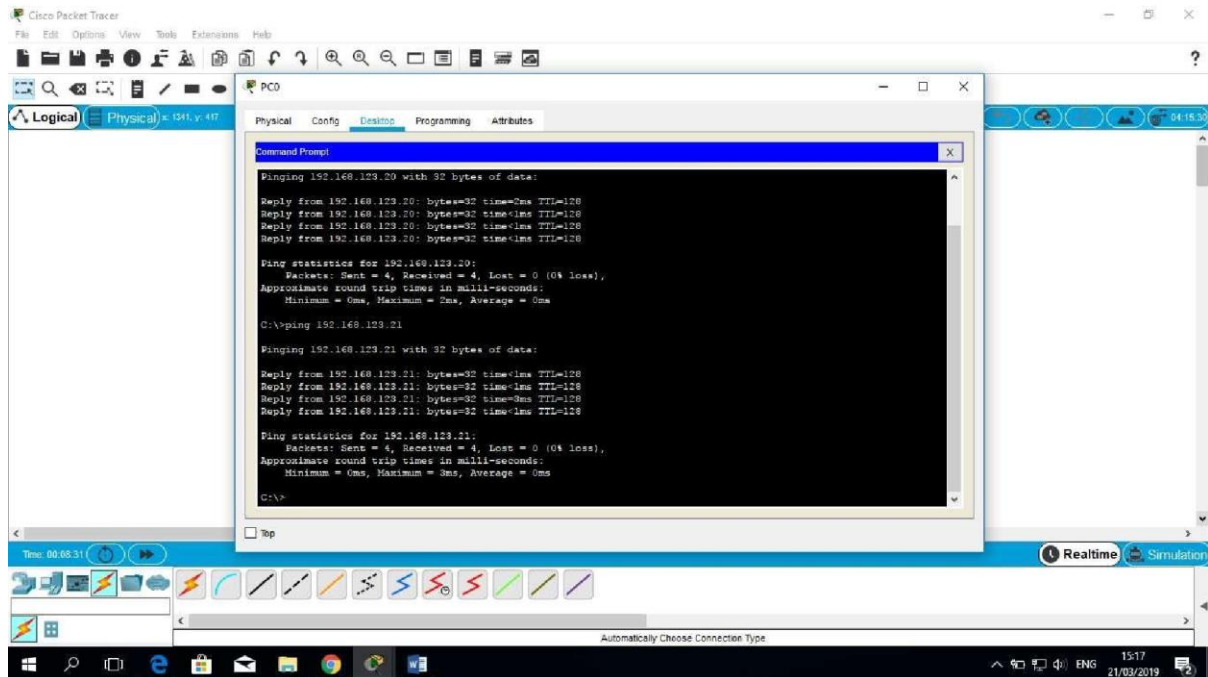 Cisco Packet Tracer
File Edit Options View Tools Extensions Help
?
PC0
Logical Physical x: 1341, y: 417
04:15:30
Physical Config Desktop Programming Attributes
Command Prompt
X
Pinging 192.168.123.20 with 32 bytes of data:
Reply from 192.168.123.20: bytes=32 time=2ms TTL=128
Reply from 192.168.123.20: bytes=32 time<1ms TTL=128
Reply from 192.168.123.20: bytes=32 time<1ms TTL=128
Reply from 192.168.123.20: bytes=32 time<1ms TTL=128
Ping statistics for 192.168.123.20:
Packets: Sent = 4, Received = 4, Lost = 0 (0% loss),
Approximate round trip times in milli-seconds:
Minimum = 0ms, Maximum = 2ms, Average = 0ms
C:\>ping 192.168.123.21
Pinging 192.168.123.21 with 32 bytes of data:
Reply from 192.168.123.21: bytes=32 time<1ms TTL=128
Reply from 192.168.123.21: bytes=32 time<1ms TTL=128
Reply from 192.168.123.21: bytes=32 time=3ms TTL=128
Reply from 192.168.123.21: bytes=32 time<1ms TTL=128
Ping statistics for 192.168.123.21:
Packets: Sent = 4, Received = 4, Lost = 0 (0% loss),
Approximate round trip times in milli-seconds:
Minimum = 0ms, Maximum = 3ms, Average = 0ms
C:\>
Top
Time: 00:08:31
Realtime Simulation
Automatically Choose Connection Type
ENG
15:17
21/03/2019